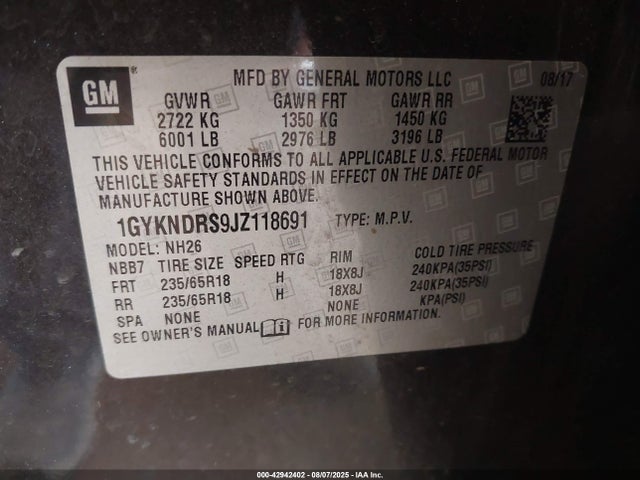 GM
MFD BY GENERAL MOTORS LLC 08/17
GVWR GAWR FRT GAWR RR
2722 KG 1350 KG 1450 KG
6001 LB 2976 LB 3196 LB
THIS VEHICLE CONFORMS TO ALL APPLICABLE U.S. FEDERAL MOTOR
VEHICLE SAFETY STANDARDS IN EFFECT ON THE DATE OF
MANUFACTURE SHOWN ABOVE.
1GYKNDRS9JZ118691 TYPE: M.P.V.
MODEL: NH26
NBB7 TIRE SIZE SPEED RTG RIM COLD TIRE PRESSURE
FRT 235/65R18 H 18X8J 240KPA(35PSI)
RR 235/65R18 H 18X8J 240KPA(35PSI)
SPA NONE NONE KPA(PSI)
SEE OWNER'S MANUAL FOR MORE INFORMATION.
000-42942402 - 08/07/2025 - IAA Inc.